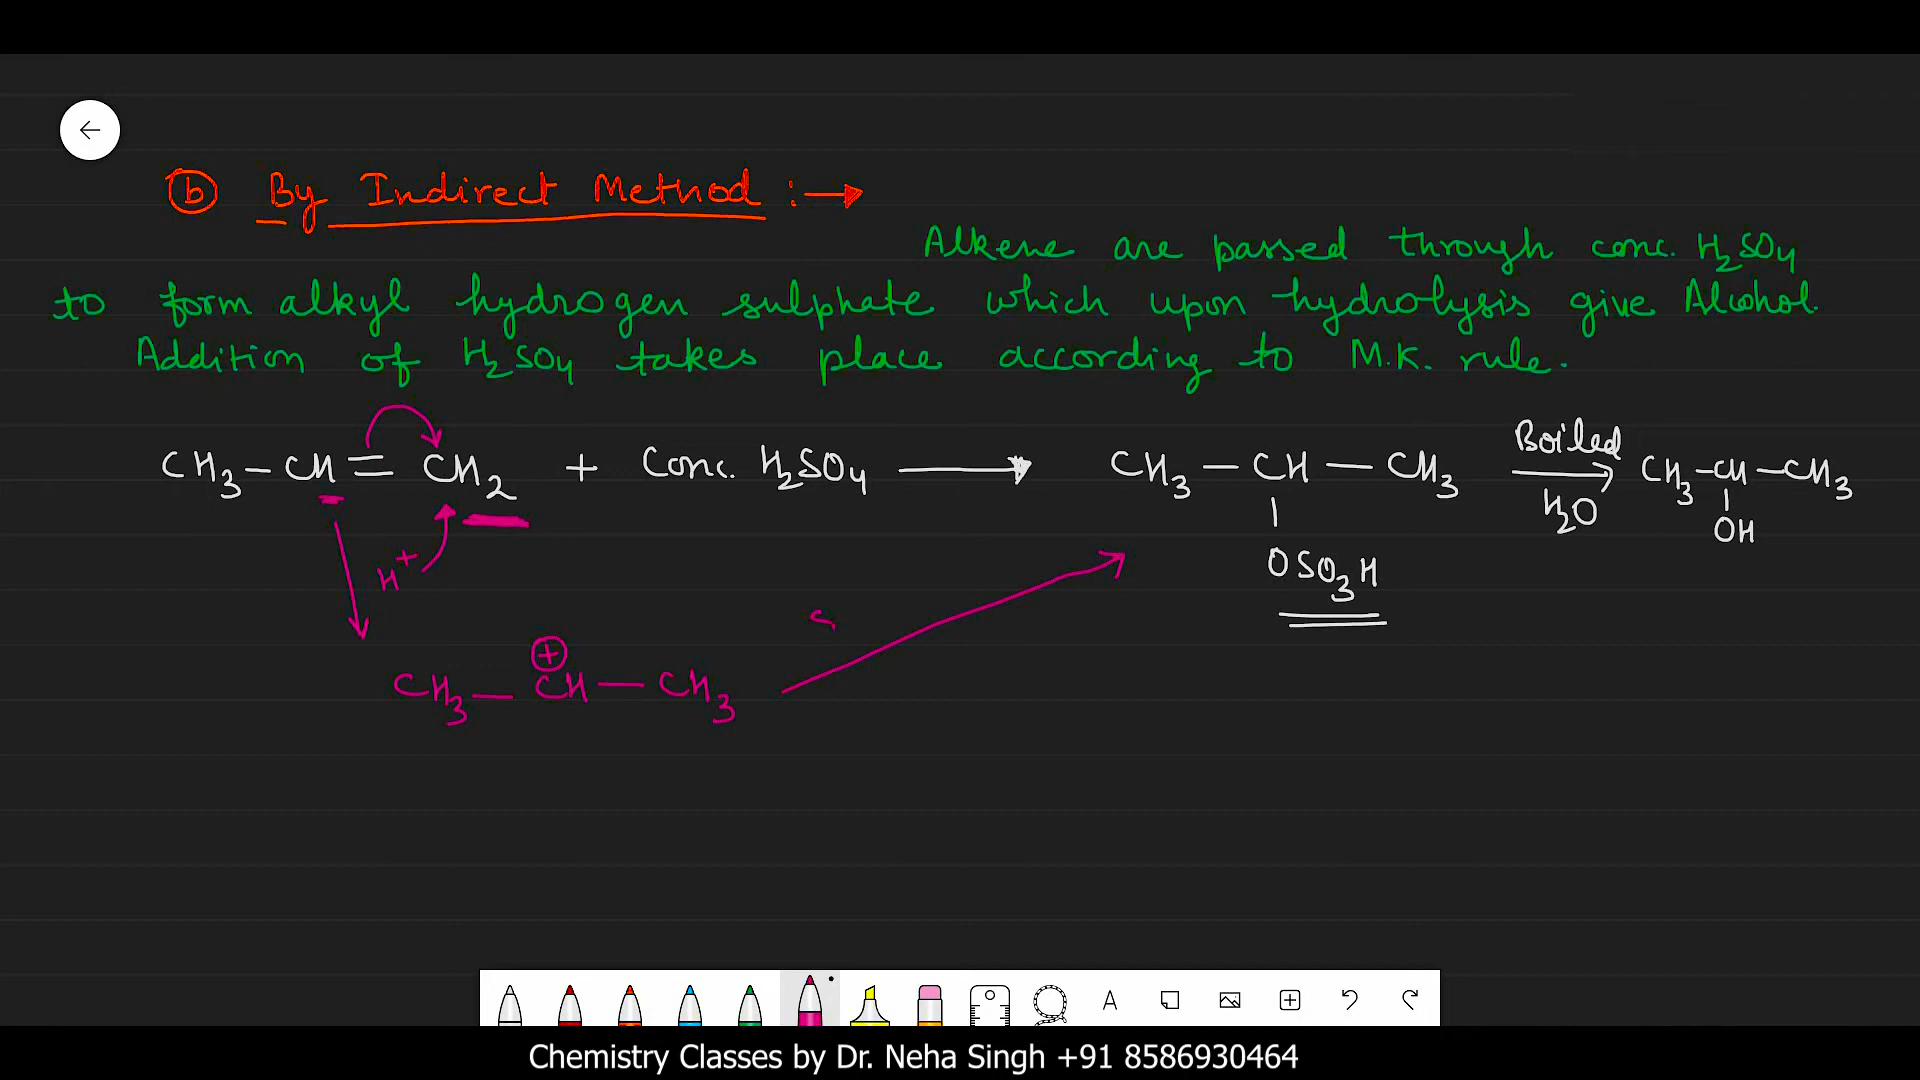 (b) By Indirect Method :→
Alkene are passed through conc. H₂SO₄
to form alkyl hydrogen sulphate which upon hydrolysis give Alcohol.
Addition of H₂SO₄ takes place according to M.K. rule.
CH₃-CH=CH₂ + Conc. H₂SO₄ → CH₃-CH-CH₃ Boiled → H₂O CH₃-CH-CH₃
OH
H⁺
OSO₃H
⊕
CH₃-CH-CH₃
A
Chemistry Classes by Dr. Neha Singh +91 8586930464